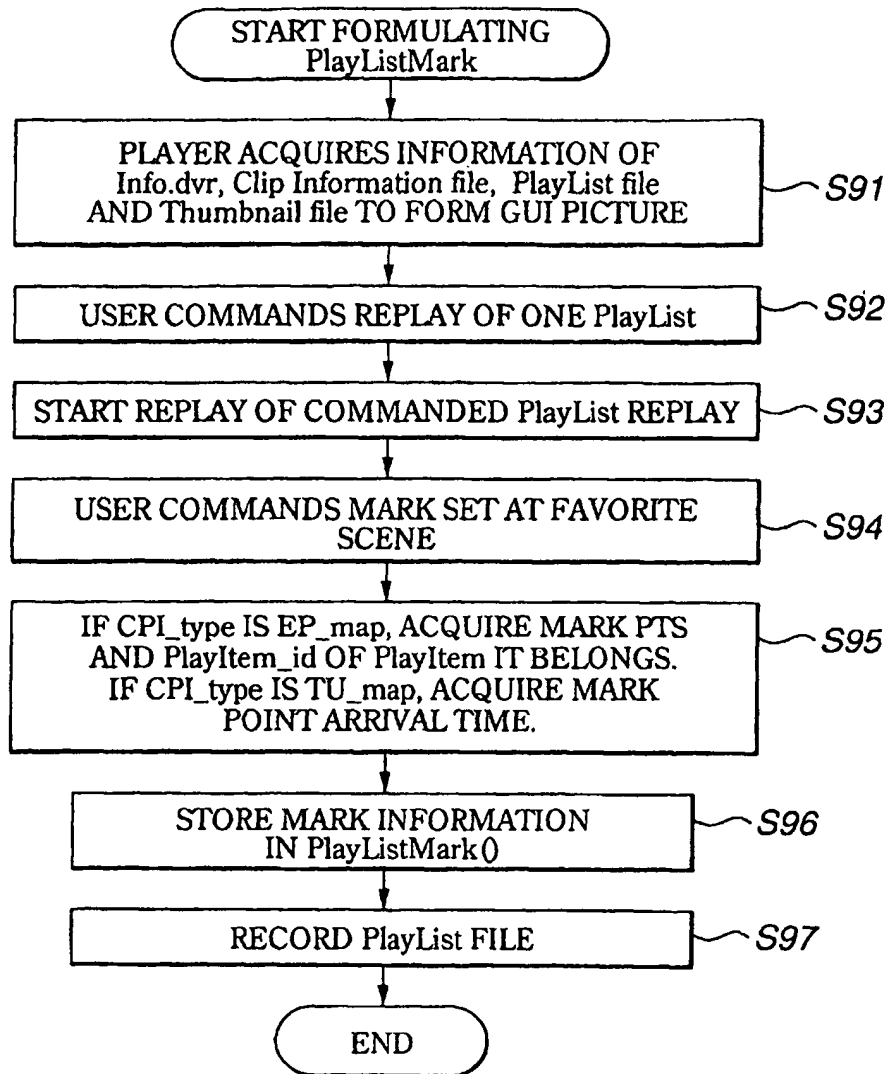 START FORMULATING
PlayListMark
PLAYER ACQUIRES INFORMATION OF
Info.dvr, Clip Information file, PlayList file
AND Thumbnail file TO FORM GUI PICTURE
S91
USER COMMANDS REPLAY OF ONE PlayList
S92
START REPLAY OF COMMANDED PlayList REPLAY
S93
USER COMMANDS MARK SET AT FAVORITE
SCENE
S94
IF CPI_type IS EP_map, ACQUIRE MARK PTS
AND PlayItem_id OF PlayItem IT BELONGS.
IF CPI_type IS TU_map, ACQUIRE MARK
POINT ARRIVAL TIME.
S95
STORE MARK INFORMATION
IN PlayListMark()
S96
RECORD PlayList FILE
S97
END